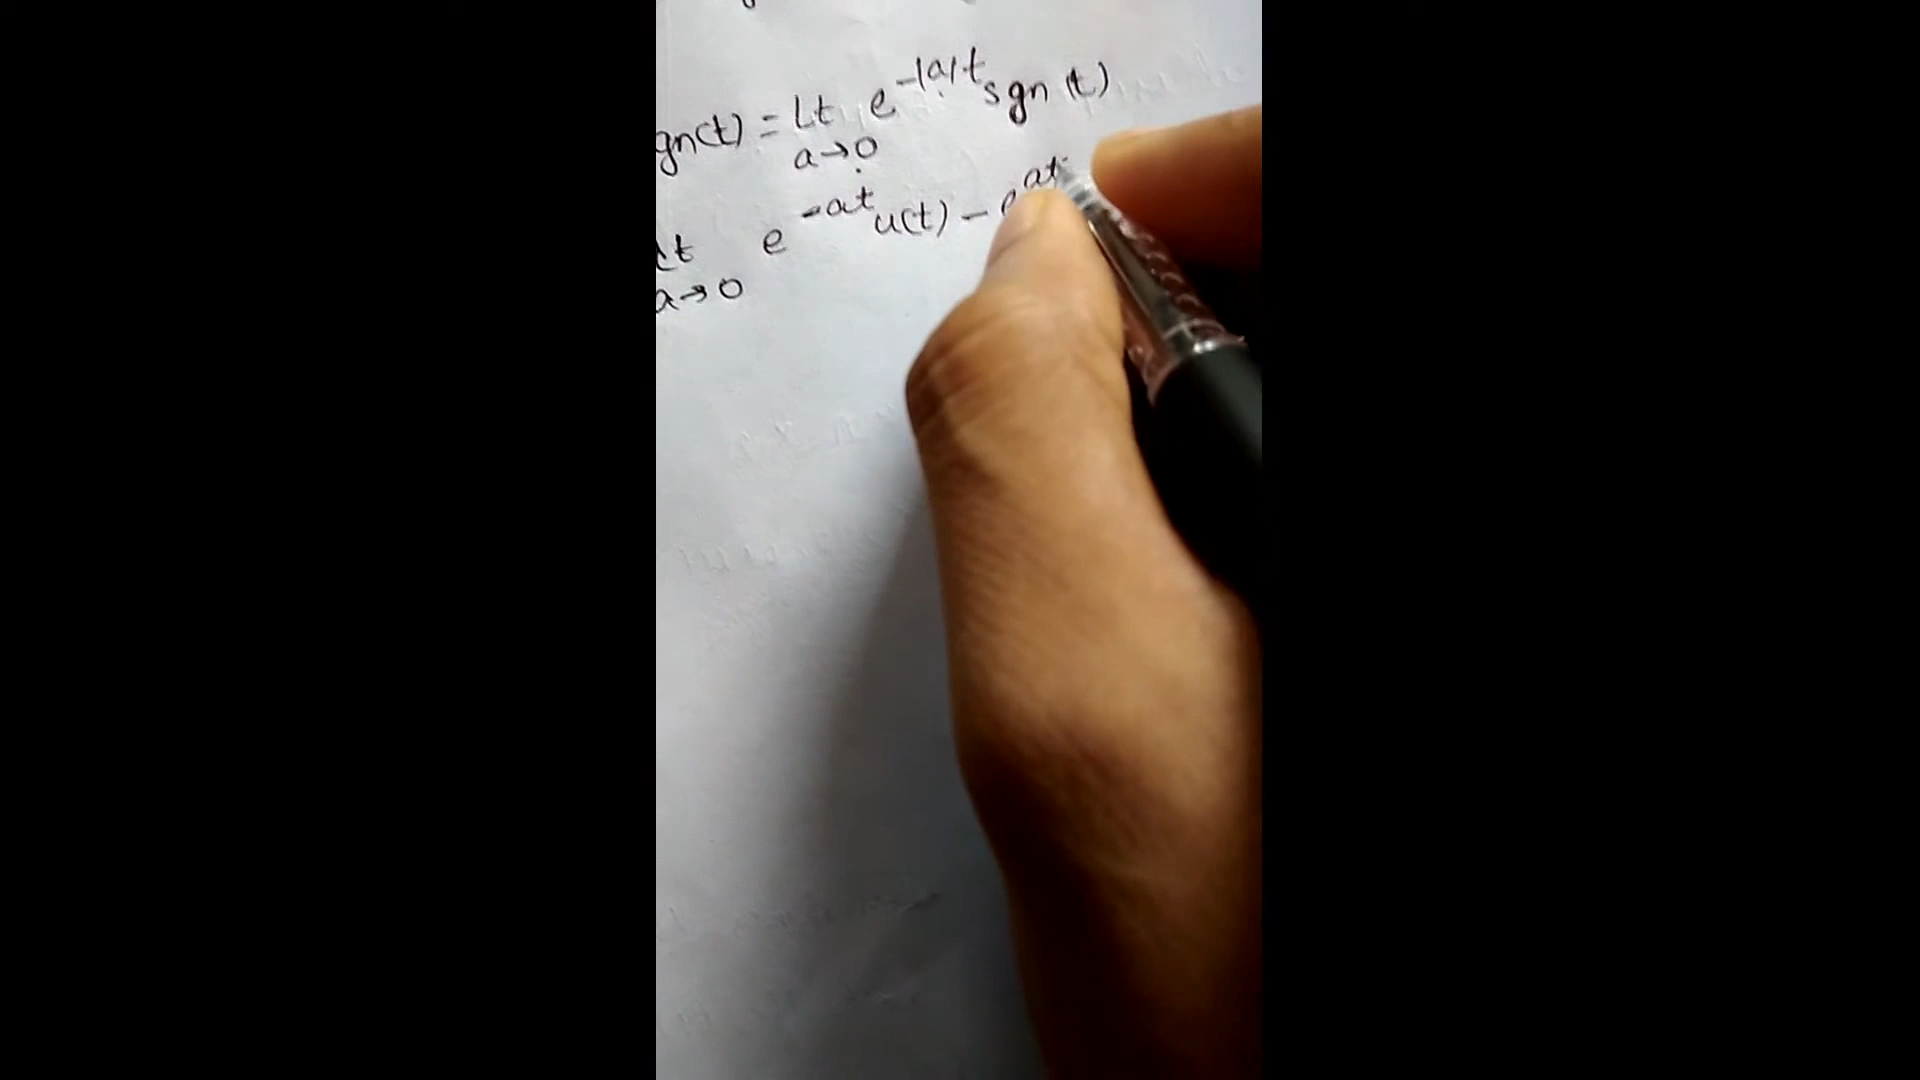 gn(t) = Lt e^{-|a|t} sgn(t)
a→0
Lt e^{-at} u(t) - e^{at}
a→0